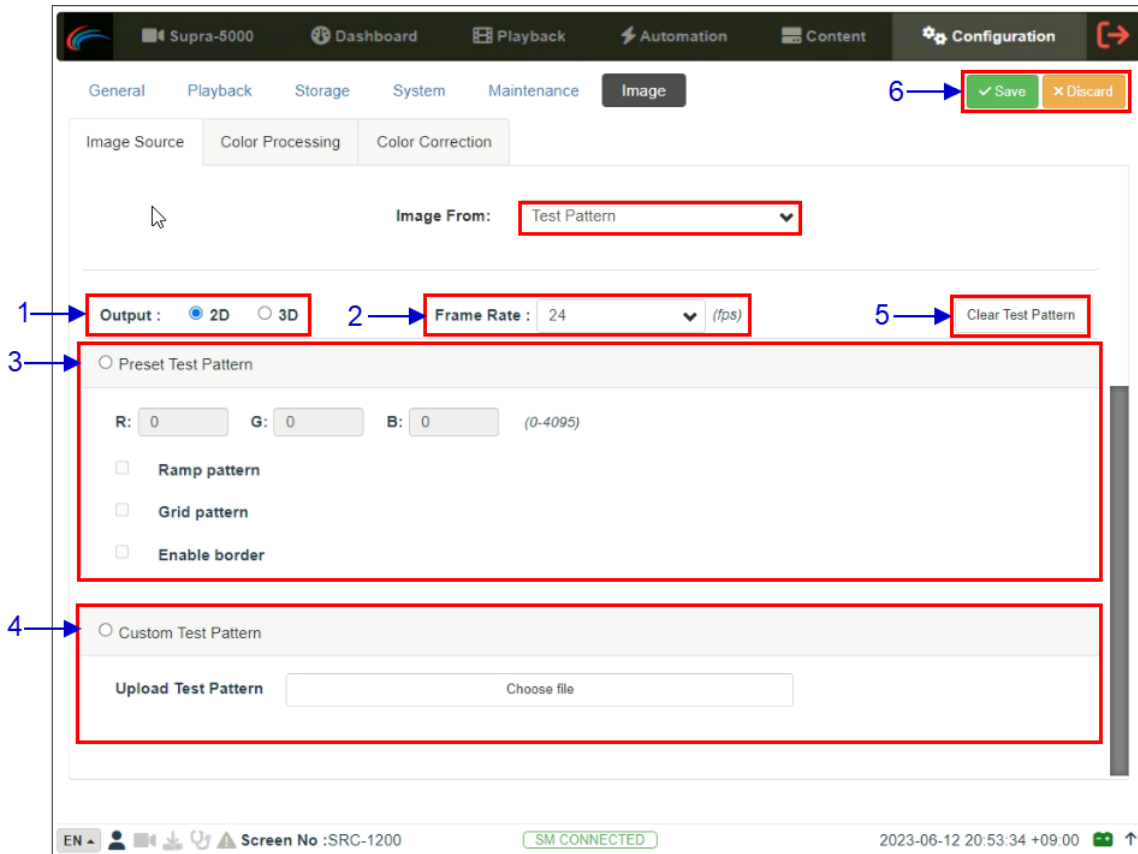 Supra-5000 Dashboard Playback Automation Content Configuration
General Playback Storage System Maintenance Image 6 Save Discard
Image Source Color Processing Color Correction
Image From: Test Pattern
1 Output : 2D 3D 2 Frame Rate : 24 (fps) 5 Clear Test Pattern
3 Preset Test Pattern
R: 0 G: 0 B: 0 (0-4095)
Ramp pattern
Grid pattern
Enable border
4 Custom Test Pattern
Upload Test Pattern Choose file
EN Screen No :SRC-1200 SM CONNECTED 2023-06-12 20:53:34 +09:00